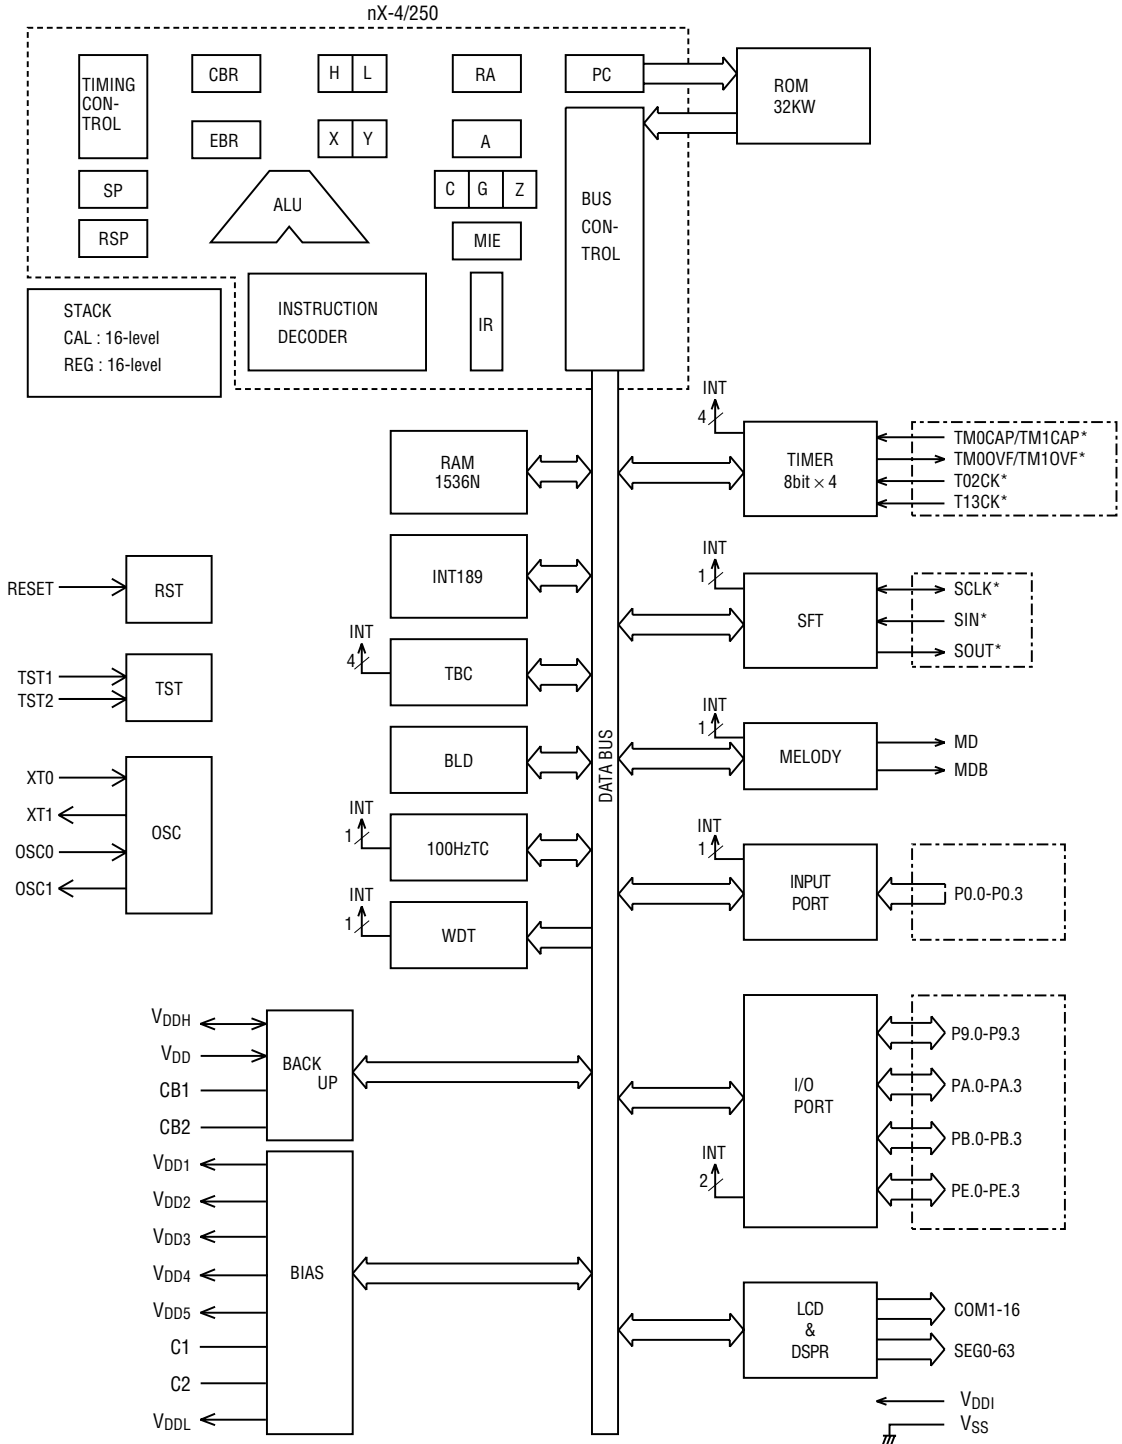 nX-4/250
TIMING
CON-
TROL
CBR
H L
RA
PC
ROM
32KW
EBR
X Y
A
SP
ALU
C G Z
BUS
CON-
TROL
RSP
MIE
STACK
CAL : 16-level
REG : 16-level
INSTRUCTION
DECODER
IR
INT
4
RAM
1536N
TIMER
8bit × 4
TM0CAP/TM1CAP*
TM0OVF/TM1OVF*
T02CK*
T13CK*
RESET
RST
INT189
INT
1
SFT
SCLK*
SIN*
SOUT*
INT
4
TBC
TST1
TST2
TST
INT
1
MELODY
MD
MDB
BLD
DATA BUS
XT0
XT1
OSC0
OSC1
OSC
INT
1
100HzTC
INT
1
INPUT
PORT
P0.0-P0.3
INT
1
WDT
VDDH
VDD
CB1
CB2
BACK
UP
I/O
PORT
P9.0-P9.3
PA.0-PA.3
PB.0-PB.3
PE.0-PE.3
INT
2
VDD1
VDD2
VDD3
VDD4
VDD5
C1
C2
VDDL
BIAS
LCD
&
DSPR
COM1-16
SEG0-63
VDDI
VSS